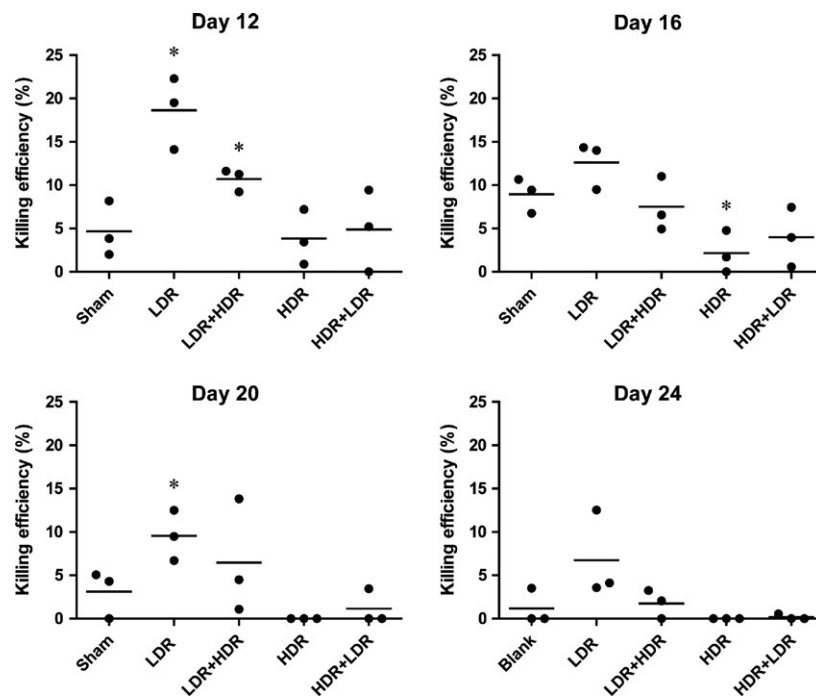 Day 12
Killing efficiency (%)
25
20
15
10
5
0
*
*
Sham
LDR
LDR+HDR
HDR
HDR+LDR
Day 16
Killing efficiency (%)
25
20
15
10
5
0
*
Sham
LDR
LDR+HDR
HDR
HDR+LDR
Day 20
Killing efficiency (%)
25
20
15
10
5
0
*
Sham
LDR
LDR+HDR
HDR
HDR+LDR
Day 24
Killing efficiency (%)
25
20
15
10
5
0
Blank
LDR
LDR+HDR
HDR
HDR+LDR